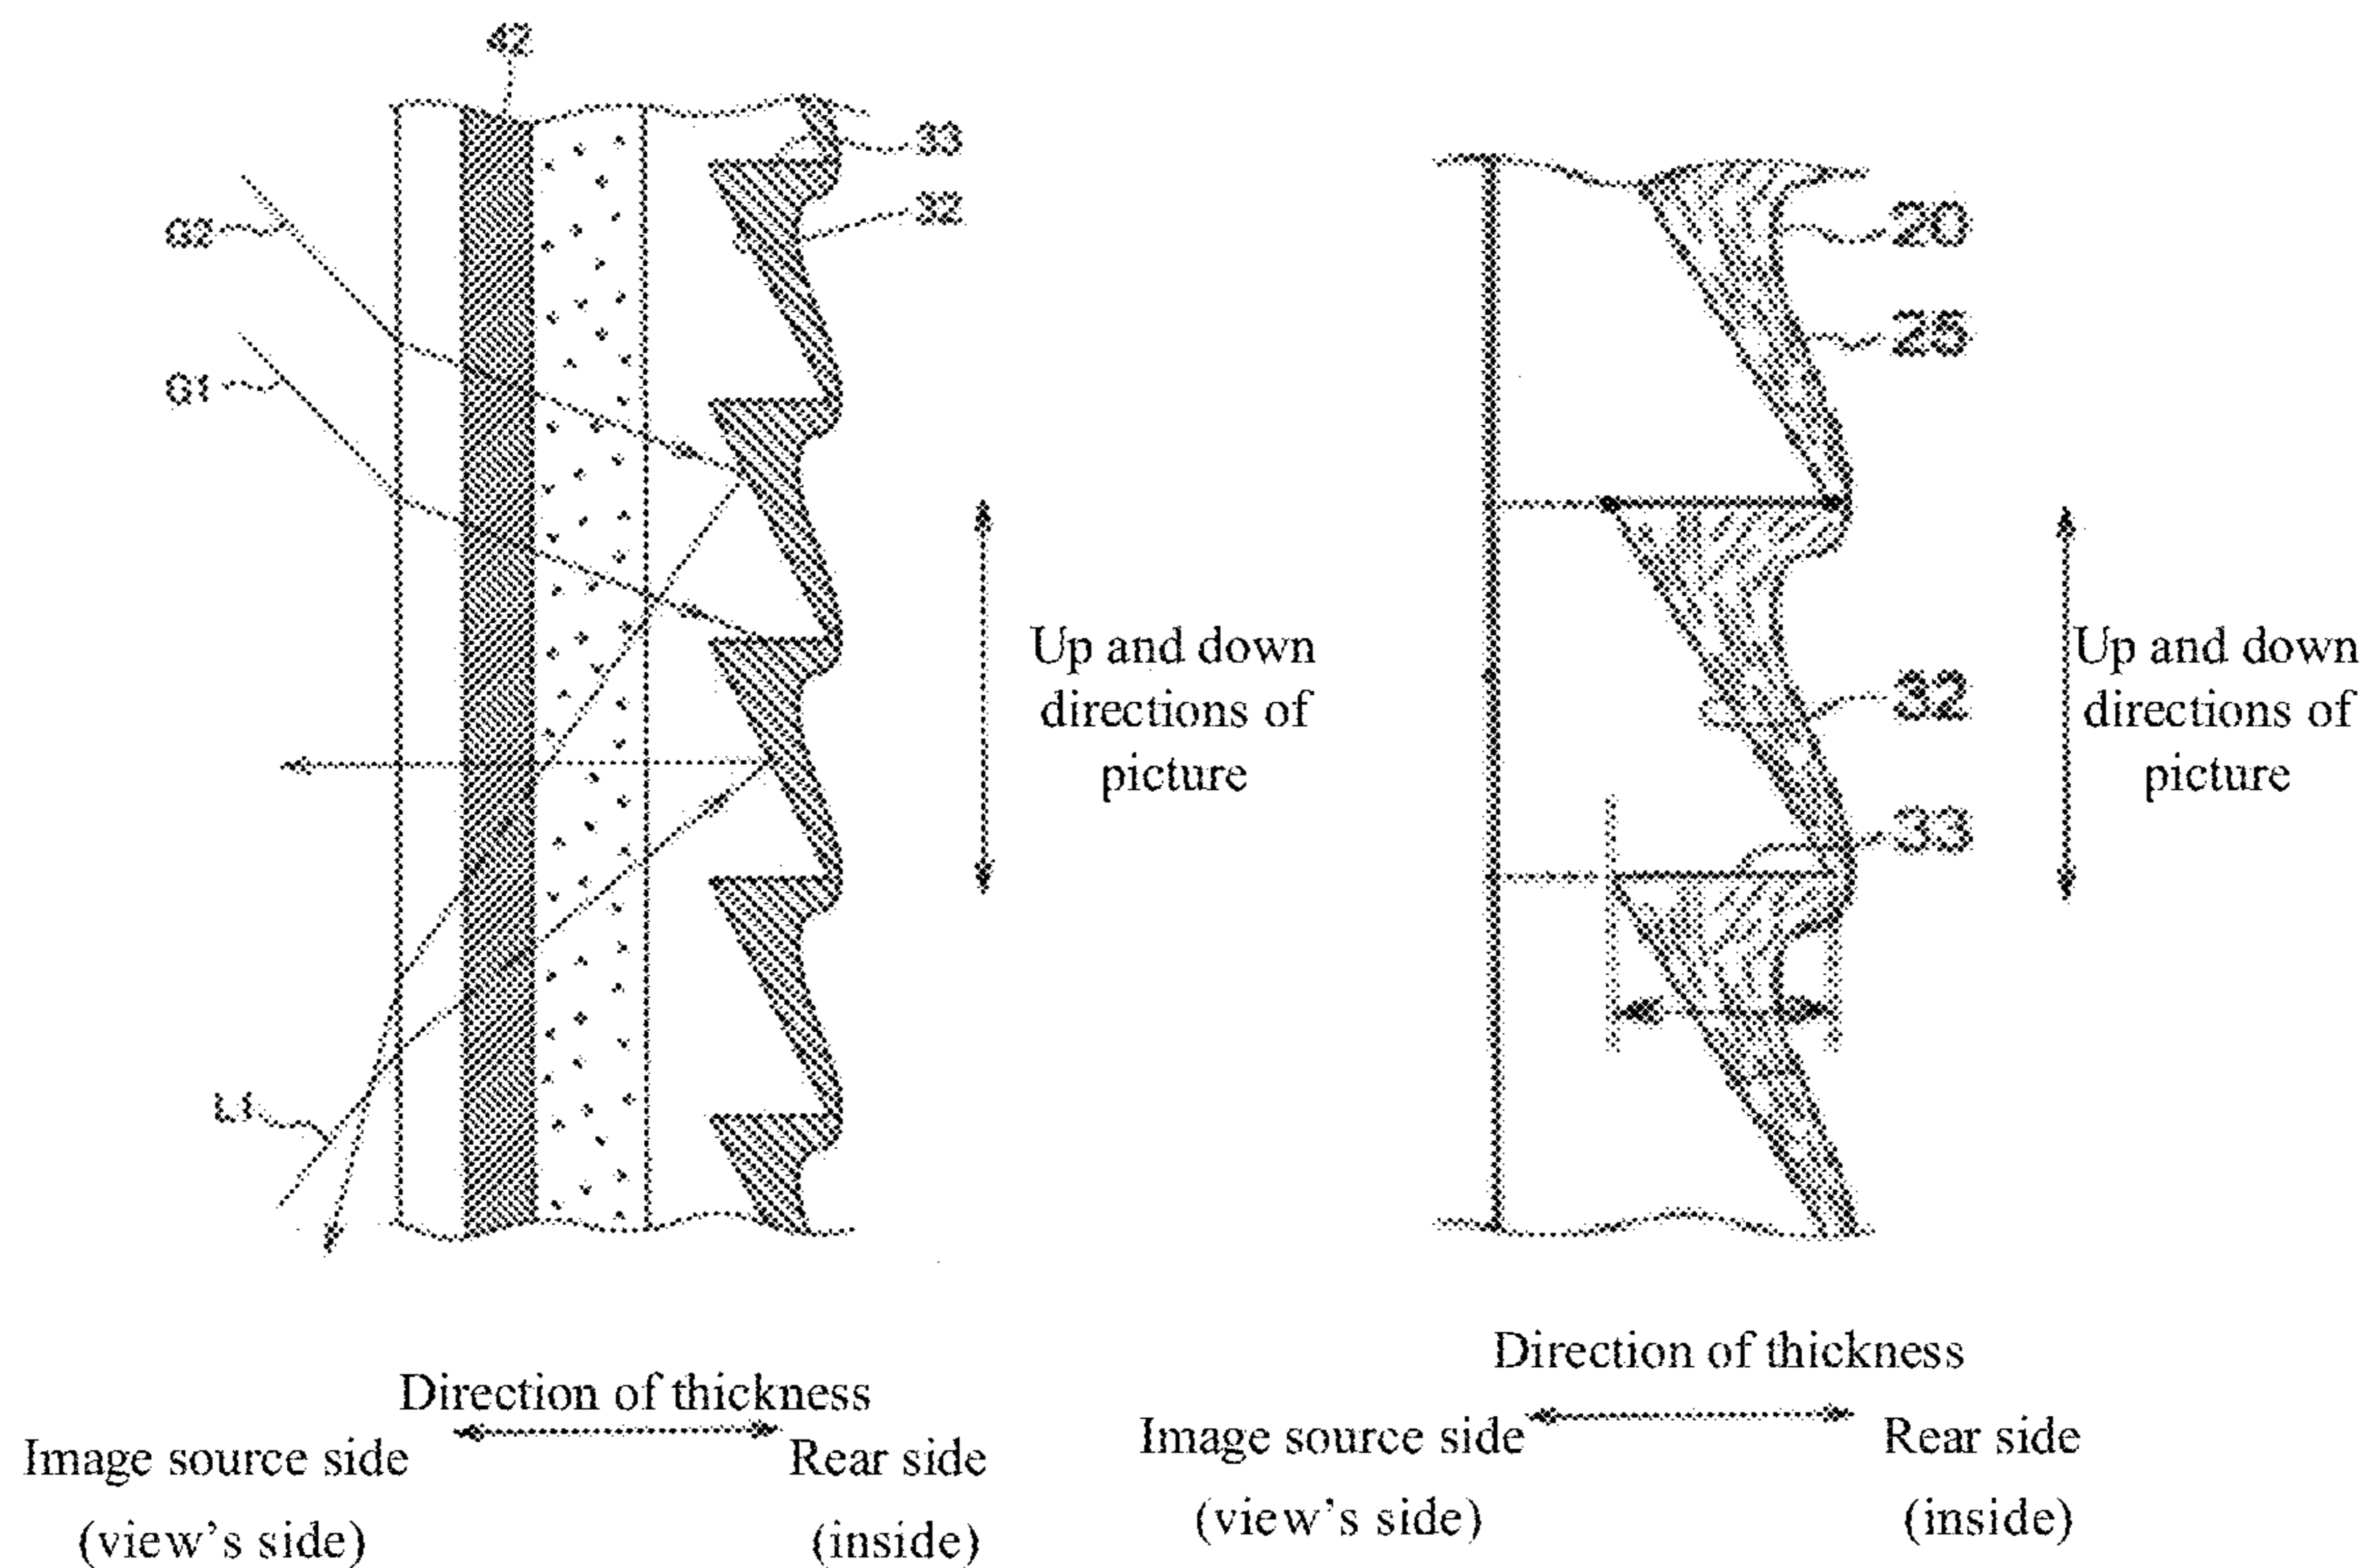 42
33
32
G2
G1
L1
Up and down
directions of
picture
Direction of thickness
Image source side
(view's side)
Rear side
(inside)
20
25
32
33
Up and down
directions of
picture
Direction of thickness
Image source side
(view's side)
Rear side
(inside)